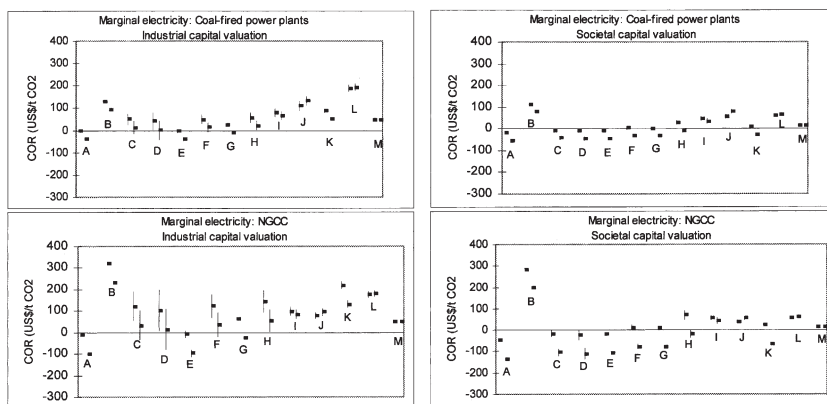 Marginal electricity: Coal-fired power plants
Industrial capital valuation
400
300
200
100
0
-100
-200
-300
COR (US$/t CO2
A
B
C
D
E
F
G
H
I
J
K
L
M
Marginal electricity: Coal-fired power plants
Societal capital valuation
400
300
200
100
0
-100
-200
-300
COR (US$/t CO2
A
B
C
D
E
F
G
H
I
J
K
L
M
Marginal electricity: NGCC
Industrial capital valuation
400
300
200
100
0
-100
-200
-300
COR (US$/t CO2
A
B
C
D
E
F
G
H
I
J
K
L
M
Marginal electricity: NGCC
Societal capital valuation
400
300
200
100
0
-100
-200
-300
COR (US$/t CO2
A
B
C
D
E
F
G
H
I
J
K
L
M